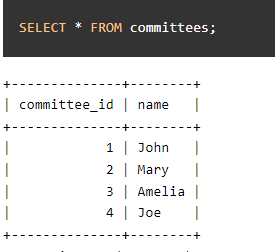 SELECT * FROM committees;
+--------------+--------+
| committee_id | name   |
+--------------+--------+
|            1 | John   |
|            2 | Mary   |
|            3 | Amelia |
|            4 | Joe    |
+--------------+--------+